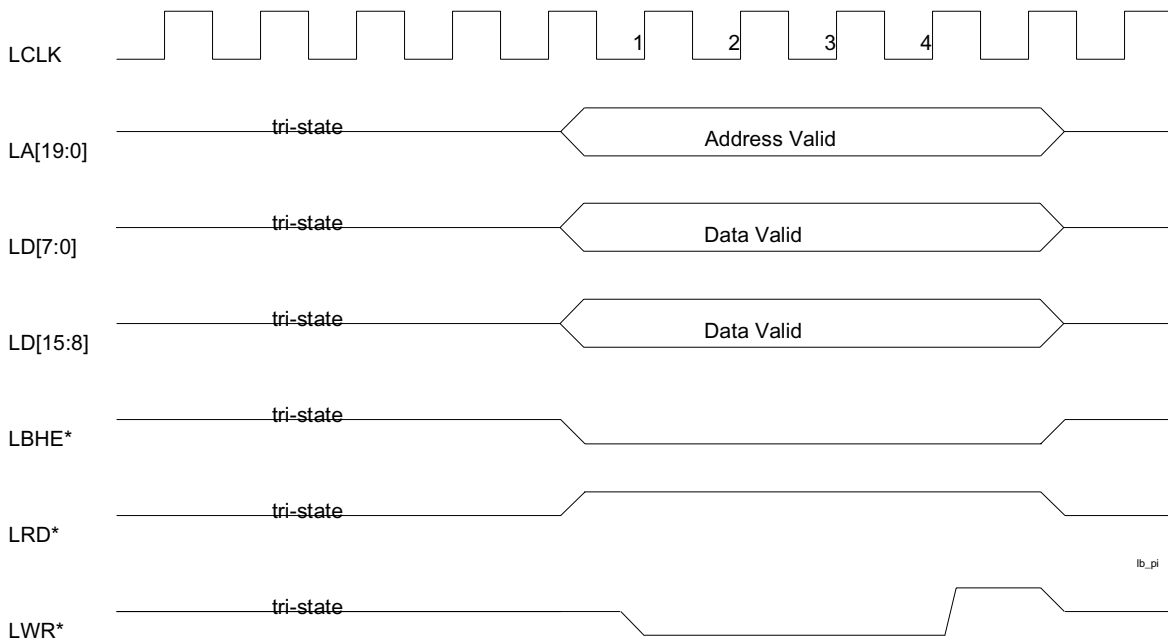 LCLK
1 2 3 4
LA[19:0]
tri-state
Address Valid
LD[7:0]
tri-state
Data Valid
LD[15:8]
tri-state
Data Valid
LBHE*
tri-state
LRD*
tri-state
lb_pi
LWR*
tri-state